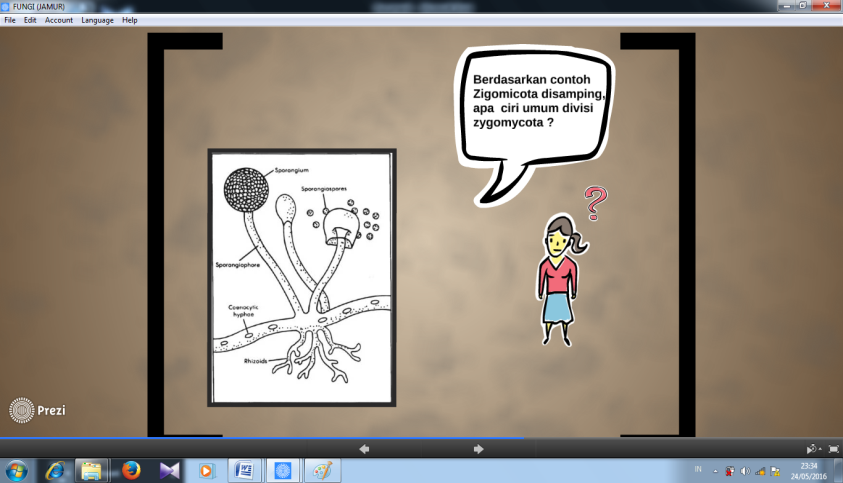 FUNGI (JAMUR)
File Edit Account Language Help
Berdasarkan contoh
Zigomicota disamping,
apa ciri umum divisi
zygomycota ?
Sporangium
Sporangiospores
Sporangiophore
Coenocytic
hyphae
Rhizoids
?
Prezi
IN
23:34
24/05/2016